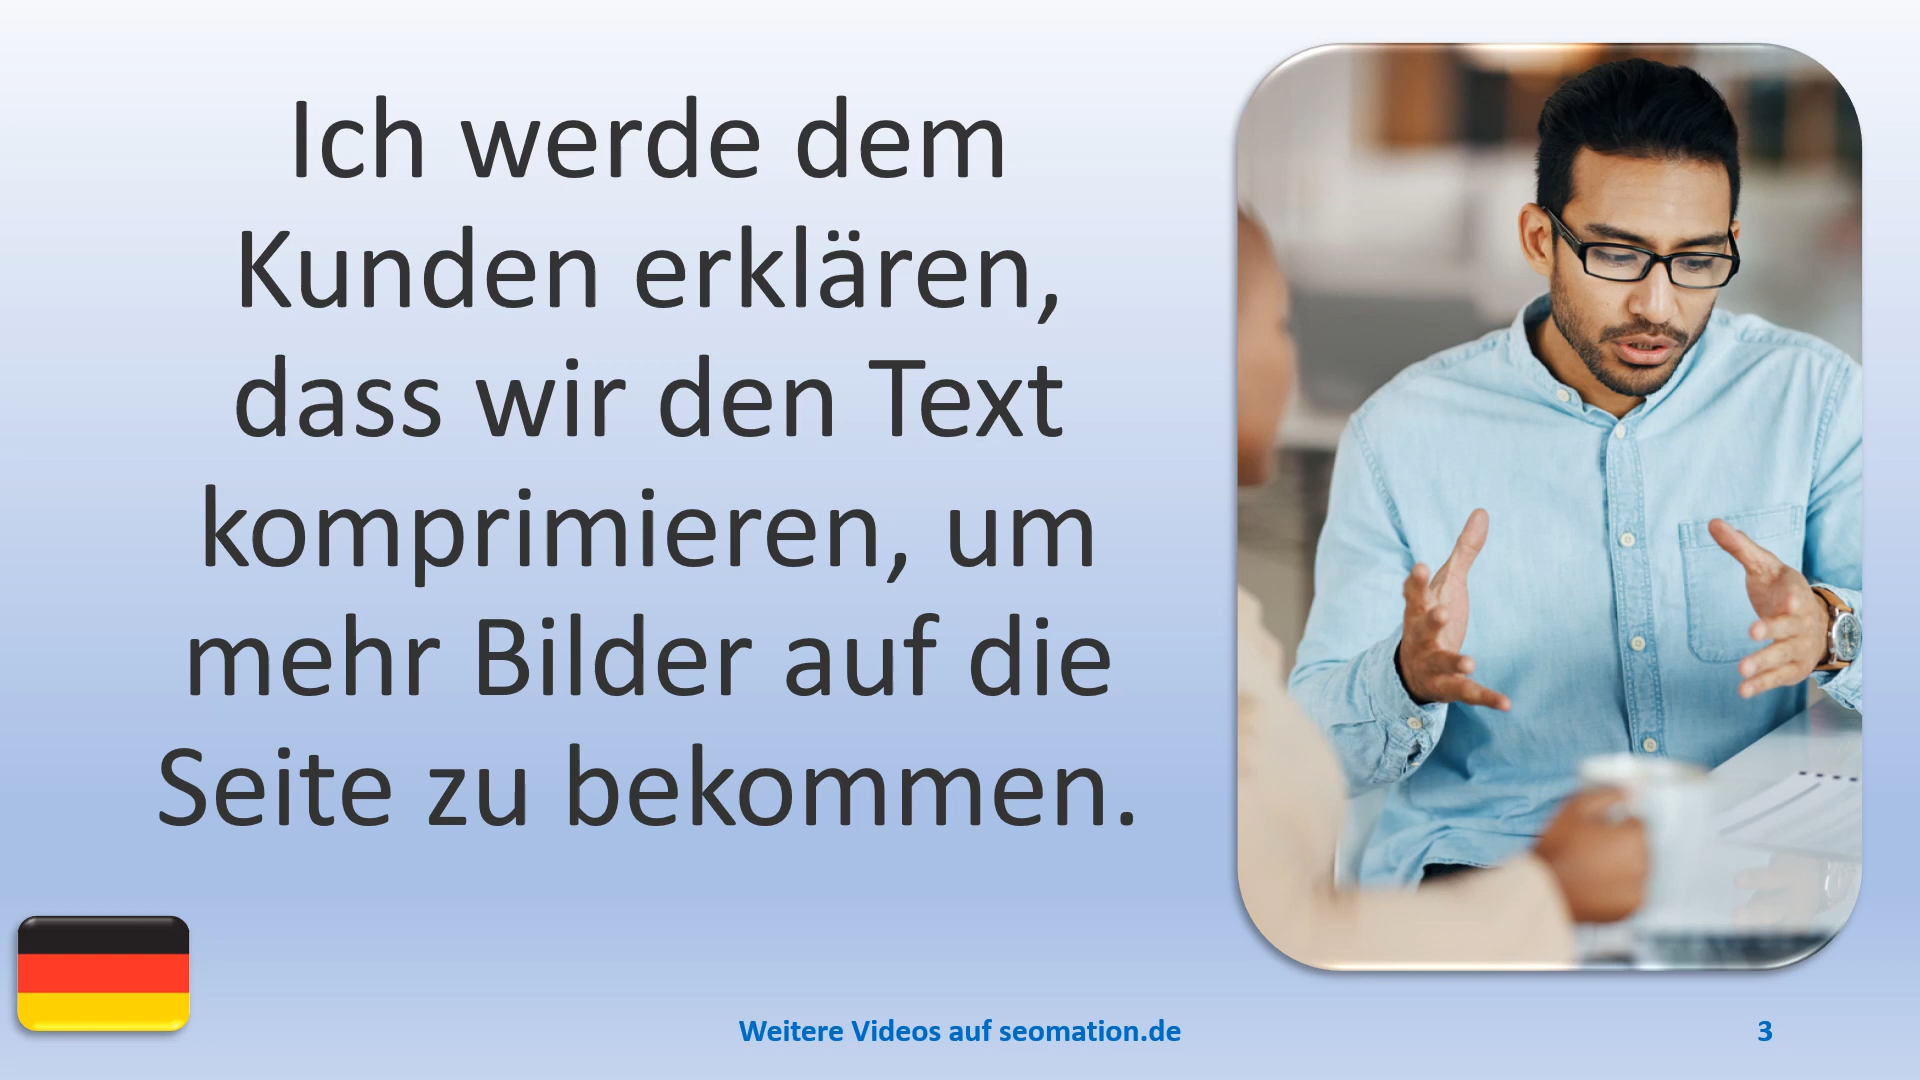 Ich werde dem
Kunden erklären,
dass wir den Text
komprimieren, um
mehr Bilder auf die
Seite zu bekommen.
Weitere Videos auf seomation.de
3